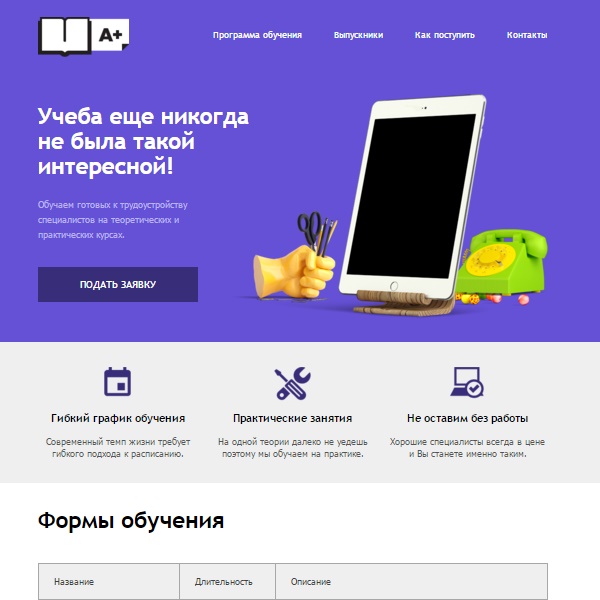 A+
Программа обучения Выпускники Как поступить Контакты
Учеба еще никогда
не была такой
интересной!
Обучаем готовых к трудоустройству
специалистов на теоретических и
практических курсах.
ПОДАТЬ ЗАЯВКУ
Гибкий график обучения
Современный темп жизни требует
гибкого подхода к расписанию.
Практические занятия
На одной теории далеко не уедешь
поэтому мы обучаем на практике.
Не оставим без работы
Хорошие специалисты всегда в цене
и Вы станете именно таким.
Формы обучения
Название Длительность Описание